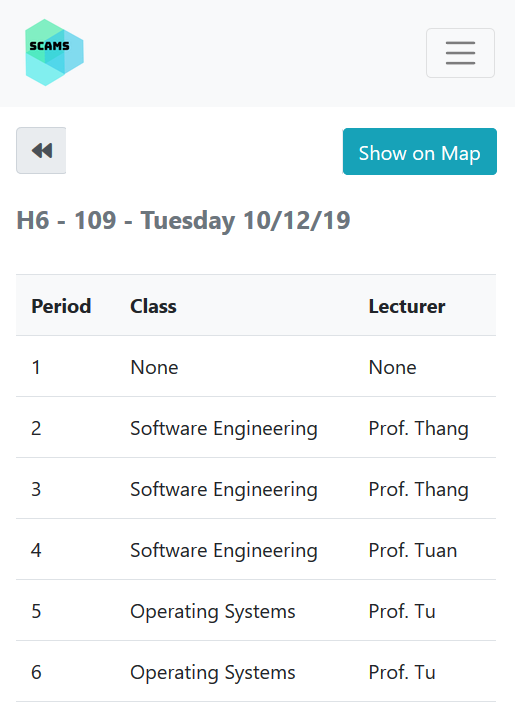 SCAMS
Show on Map
H6 - 109 - Tuesday 10/12/19
Period Class Lecturer
1 None None
2 Software Engineering Prof. Thang
3 Software Engineering Prof. Thang
4 Software Engineering Prof. Tuan
5 Operating Systems Prof. Tu
6 Operating Systems Prof. Tu